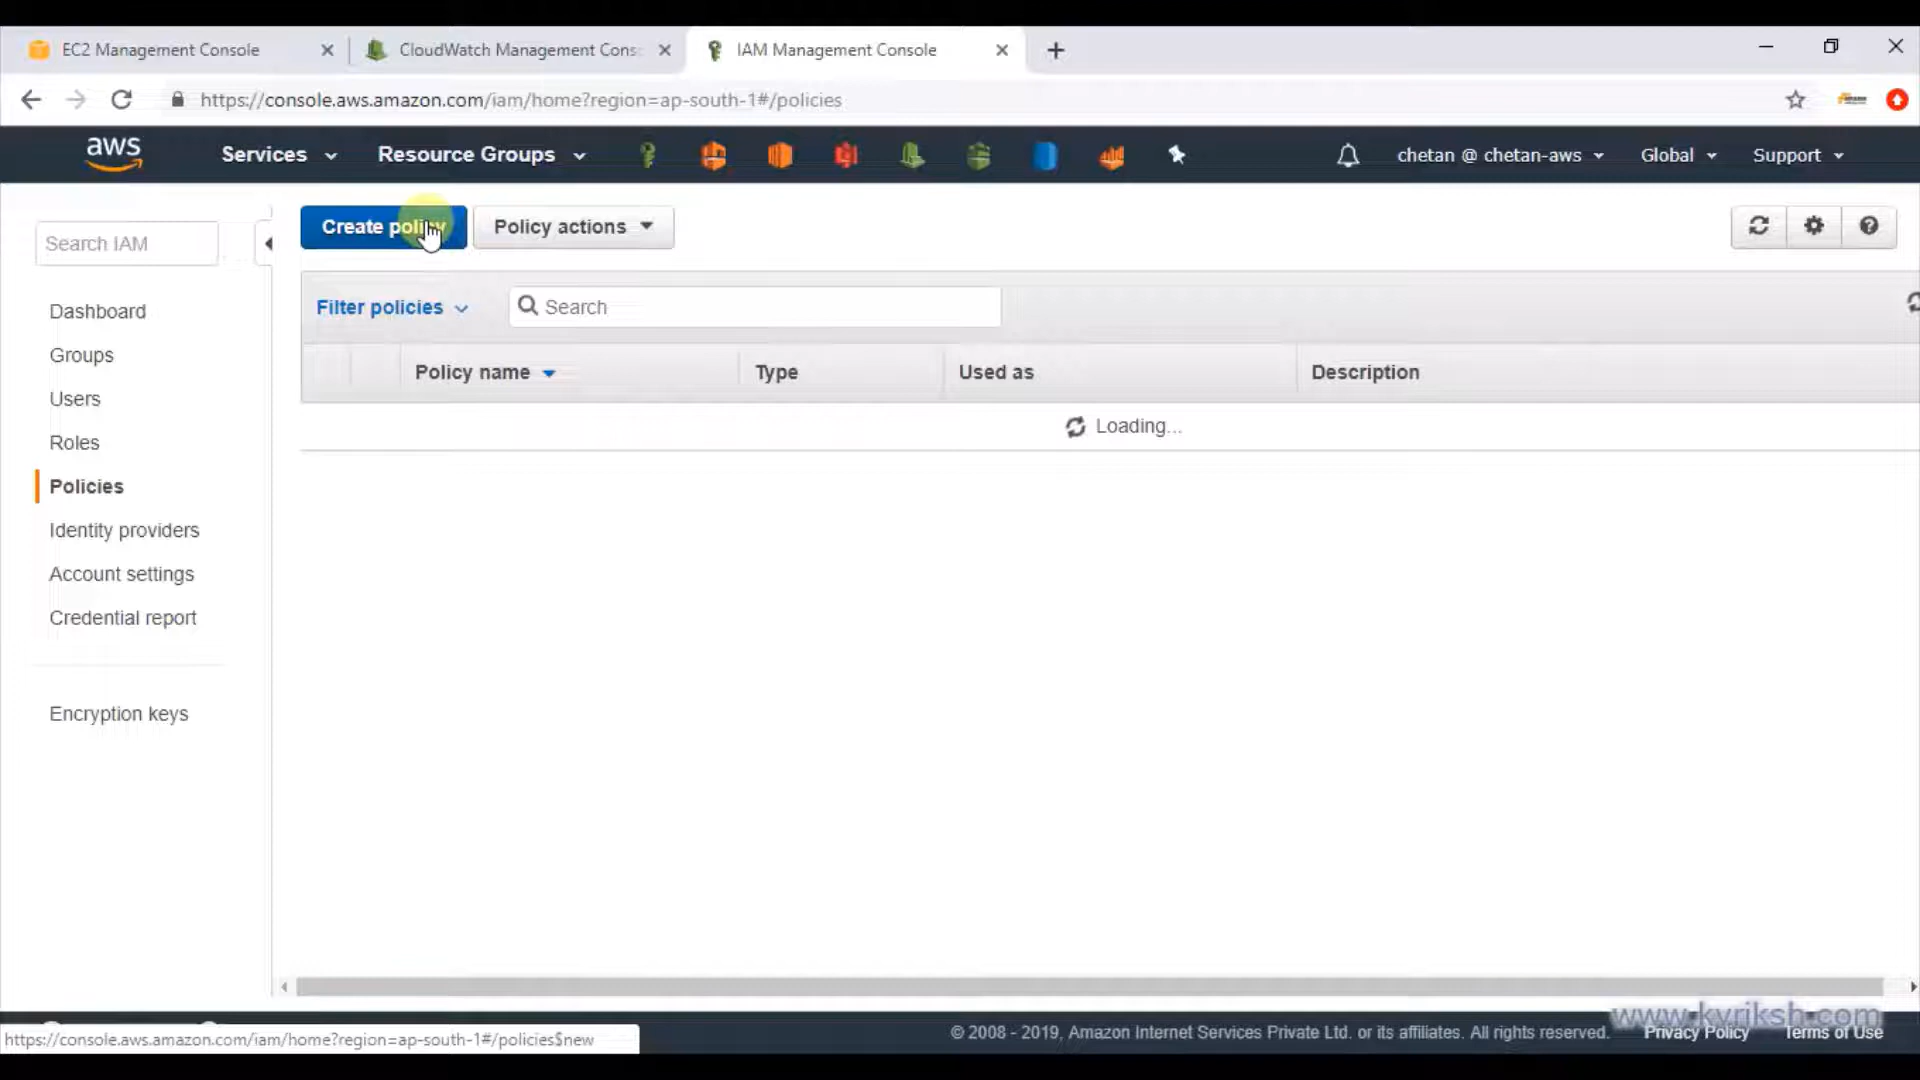 EC2 Management Console
CloudWatch Management Cons
IAM Management Console
https://console.aws.amazon.com/iam/home?region=ap-south-1#/policies
aws
Services
Resource Groups
chetan @ chetan-aws
Global
Support
Search IAM
Create policy
Policy actions
Dashboard
Groups
Users
Roles
Policies
Identity providers
Account settings
Credential report
Encryption keys
Filter policies
Search
Policy name
Type
Used as
Description
Loading...
www.kvriksh.com
https://console.aws.amazon.com/iam/home?region=ap-south-1#/policies$new
© 2008 - 2019, Amazon Internet Services Private Ltd. or its affiliates. All rights reserved.
Privacy Policy
Terms of Use